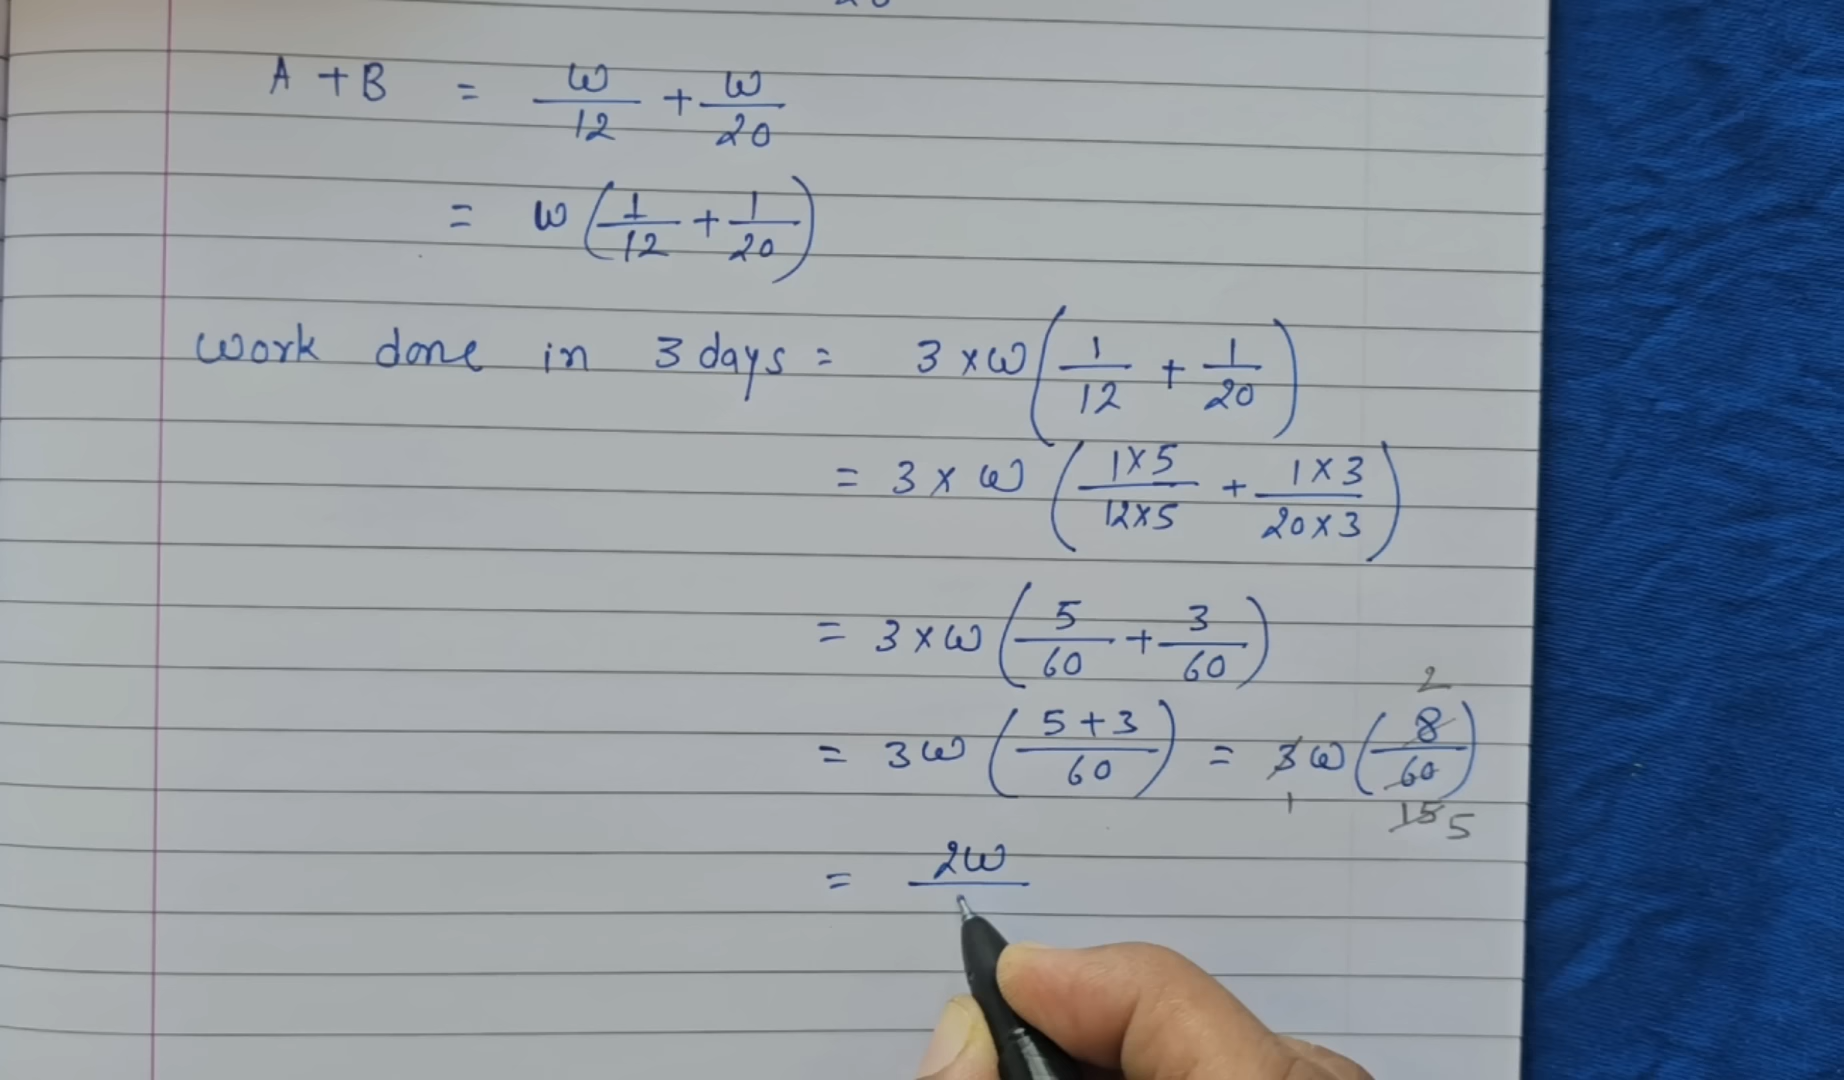 A + B = w/12 + w/20
= w (1/12 + 1/20)
work done in 3 days = 3 × w (1/12 + 1/20)
= 3 × w (1×5/12×5 + 1×3/20×3)
= 3 × w (5/60 + 3/60)
= 3w (5+3/60) = 3w (8/60)
2
1 15 5
= 2w